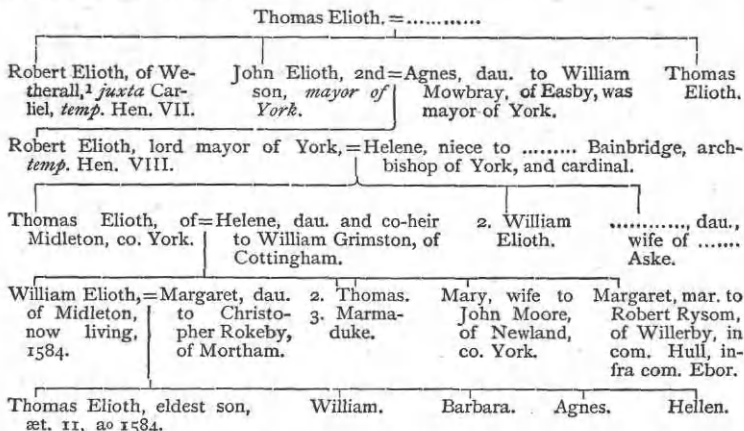 Thomas Elioth.=............
Robert Elioth, of We-
therall,¹ juxta Car-
liel, temp. Hen. VII.
John Elioth, 2nd=Agnes, dau. to William
son, mayor of Mowbray, of Easby, was
York. mayor of York.
Thomas
Elioth.
Robert Elioth, lord mayor of York,=Helene, niece to ......... Bainbridge, arch-
temp. Hen. VIII. bishop of York, and cardinal.
Thomas Elioth, of=Helene, dau. and co-heir
Midleton, co. York. to William Grimston, of
Cottingham.
2. William
Elioth.
............, dau.,
wife of .......
Aske.
William Elioth,=Margaret, dau.
of Midleton, to Christo-
now living, pher Rokeby,
1584. of Mortham.
2. Thomas.
3. Marma-
duke.
Mary, wife to
John Moore,
of Newland,
co. York.
Margaret, mar. to
Robert Rysom,
of Willerby, in
com. Hull, in-
fra com. Ebor.
Thomas Elioth, eldest son,
æt. 11, aº 1584.
William.
Barbara.
Agnes.
Hellen.